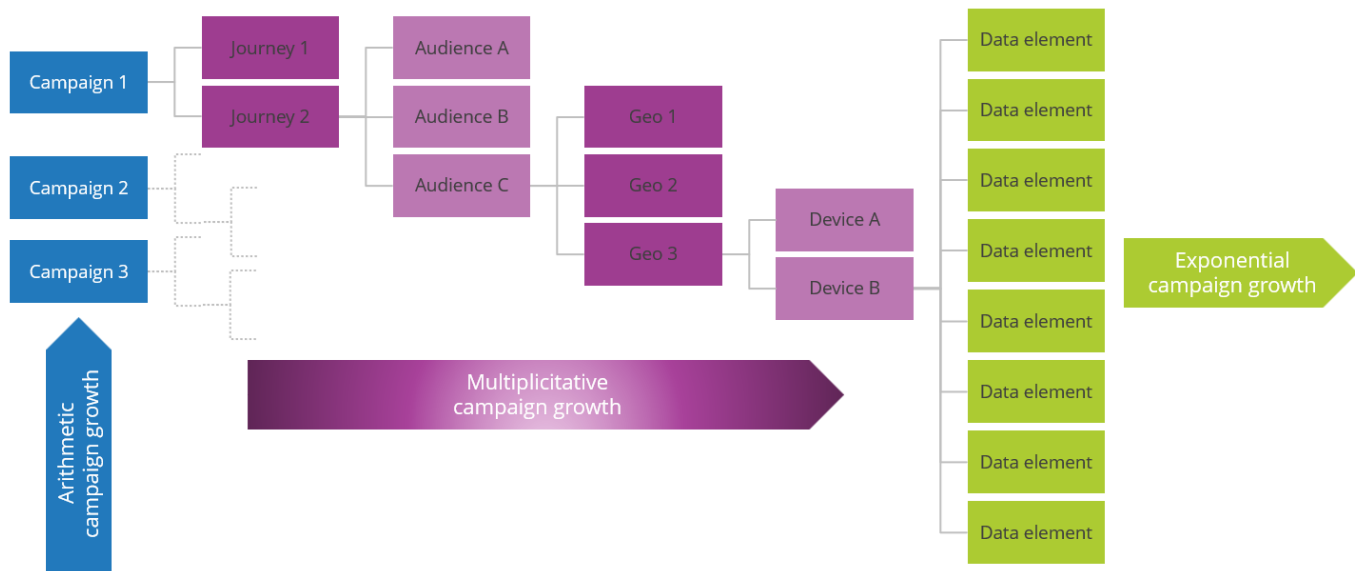 Campaign 1
Campaign 2
Campaign 3
Arithmetic
campaign growth
Journey 1
Journey 2
Audience A
Audience B
Audience C
Geo 1
Geo 2
Geo 3
Device A
Device B
Multiplicitative
campaign growth
Data element
Data element
Data element
Data element
Data element
Data element
Data element
Data element
Exponential
campaign growth